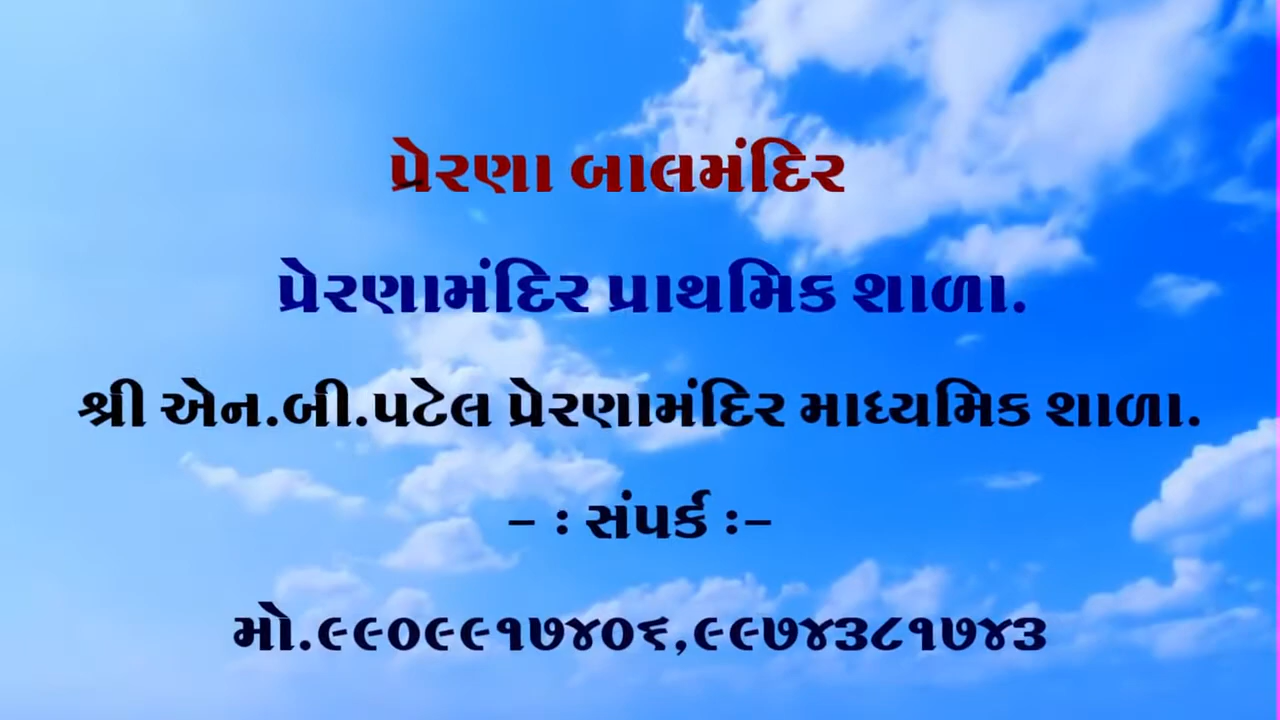 પ્રેરણા બાલમંદિર
પ્રેરણામંદિર પ્રાથમિક શાળા.
શ્રી એન.બી.પટેલ પ્રેરણામંદિર માધ્યમિક શાળા.
- : સંપર્ક :-
મો.૯૯૦૯૯૧૭૪૦૬,૯૯૭૪૩૮૧૭૪૩